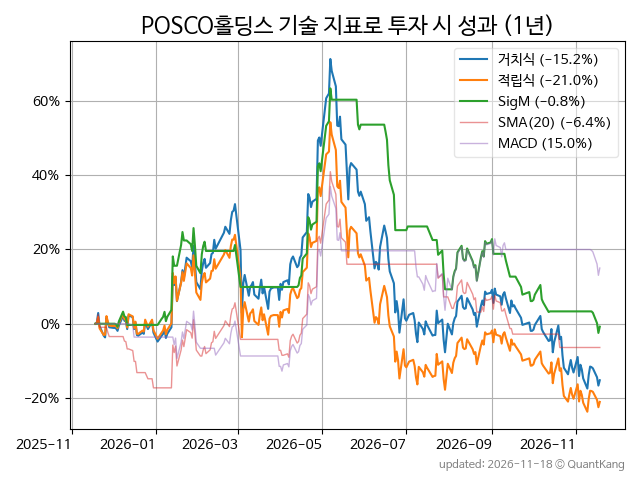 POSCO홀딩스 기술 지표로 투자 시 성과 (1년)
거치식 (−15.2%)
적립식 (−21.0%)
SigM (−0.8%)
SMA(20) (−6.4%)
MACD (15.0%)
60%
40%
20%
0%
−20%
2025-11
2026-01
2026-03
2026-05
2026-07
2026-09
2026-11
updated: 2026-11-18 © QuantKang